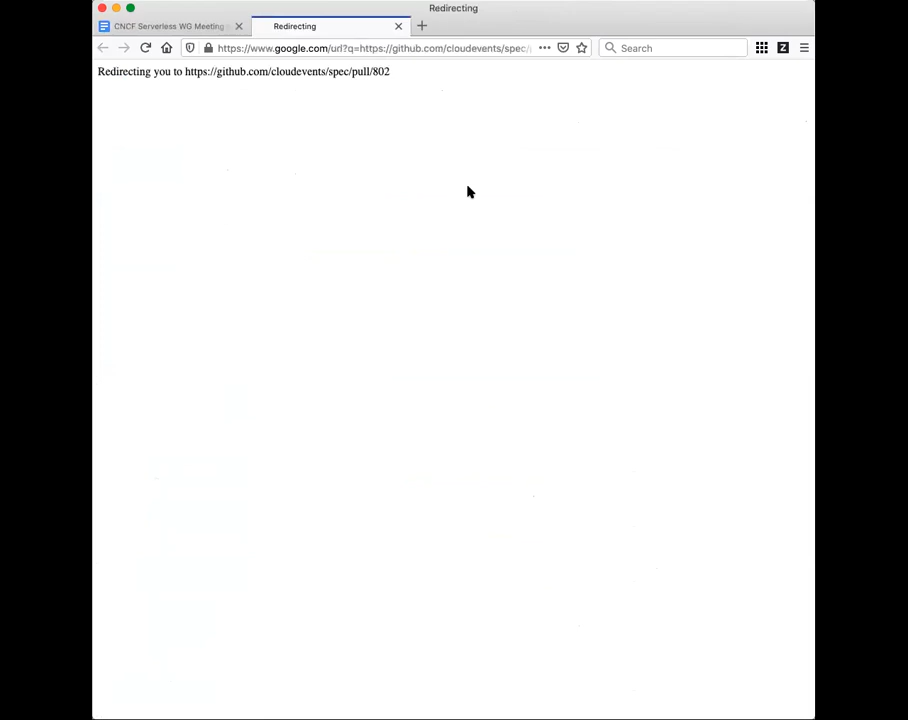 Redirecting
CNCF Serverless WG Meeting
Redirecting
https://www.google.com/url?q=https://github.com/cloudevents/spec/
Search
Z
Redirecting you to https://github.com/cloudevents/spec/pull/802